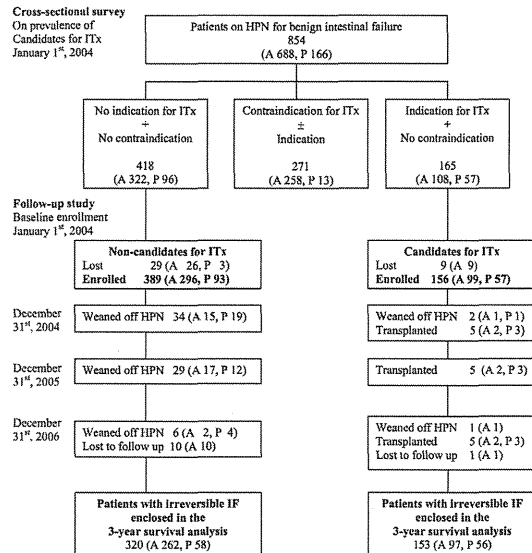 Cross-sectional survey
On prevalence of
Candidates for ITx
January 1st, 2004
Patients on HPN for benign intestinal failure
854
(A 688, P 166)
No indication for ITx
+
No contraindication
418
(A 322, P 96)
Contraindication for ITx
±
Indication
271
(A 258, P 13)
Indication for ITx
+
No contraindication
165
(A 108, P 57)
Follow-up study
Baseline enrollment
January 1st, 2004
Non-candidates for ITx
Lost 29 (A 26, P 3)
Enrolled 389 (A 296, P 93)
Candidates for ITx
Lost 9 (A 9)
Enrolled 156 (A 99, P 57)
December
31st, 2004
Weaned off HPN 34 (A 15, P 19)
Weaned off HPN 2 (A 1, P 1)
Transplanted 5 (A 2, P 3)
December
31st, 2005
Weaned off HPN 29 (A 17, P 12)
Transplanted 5 (A 2, P 3)
December
31st, 2006
Weaned off HPN 6 (A 2, P 4)
Lost to follow up 10 (A 10)
Weaned off HPN 1 (A 1)
Transplanted 5 (A 2, P 3)
Lost to follow up 1 (A 1)
Patients with irreversible IF
enclosed in the
3-year survival analysis
320 (A 262, P 58)
Patients with irreversible IF
enclosed in the
3-year survival analysis
153 (A 97, P 56)